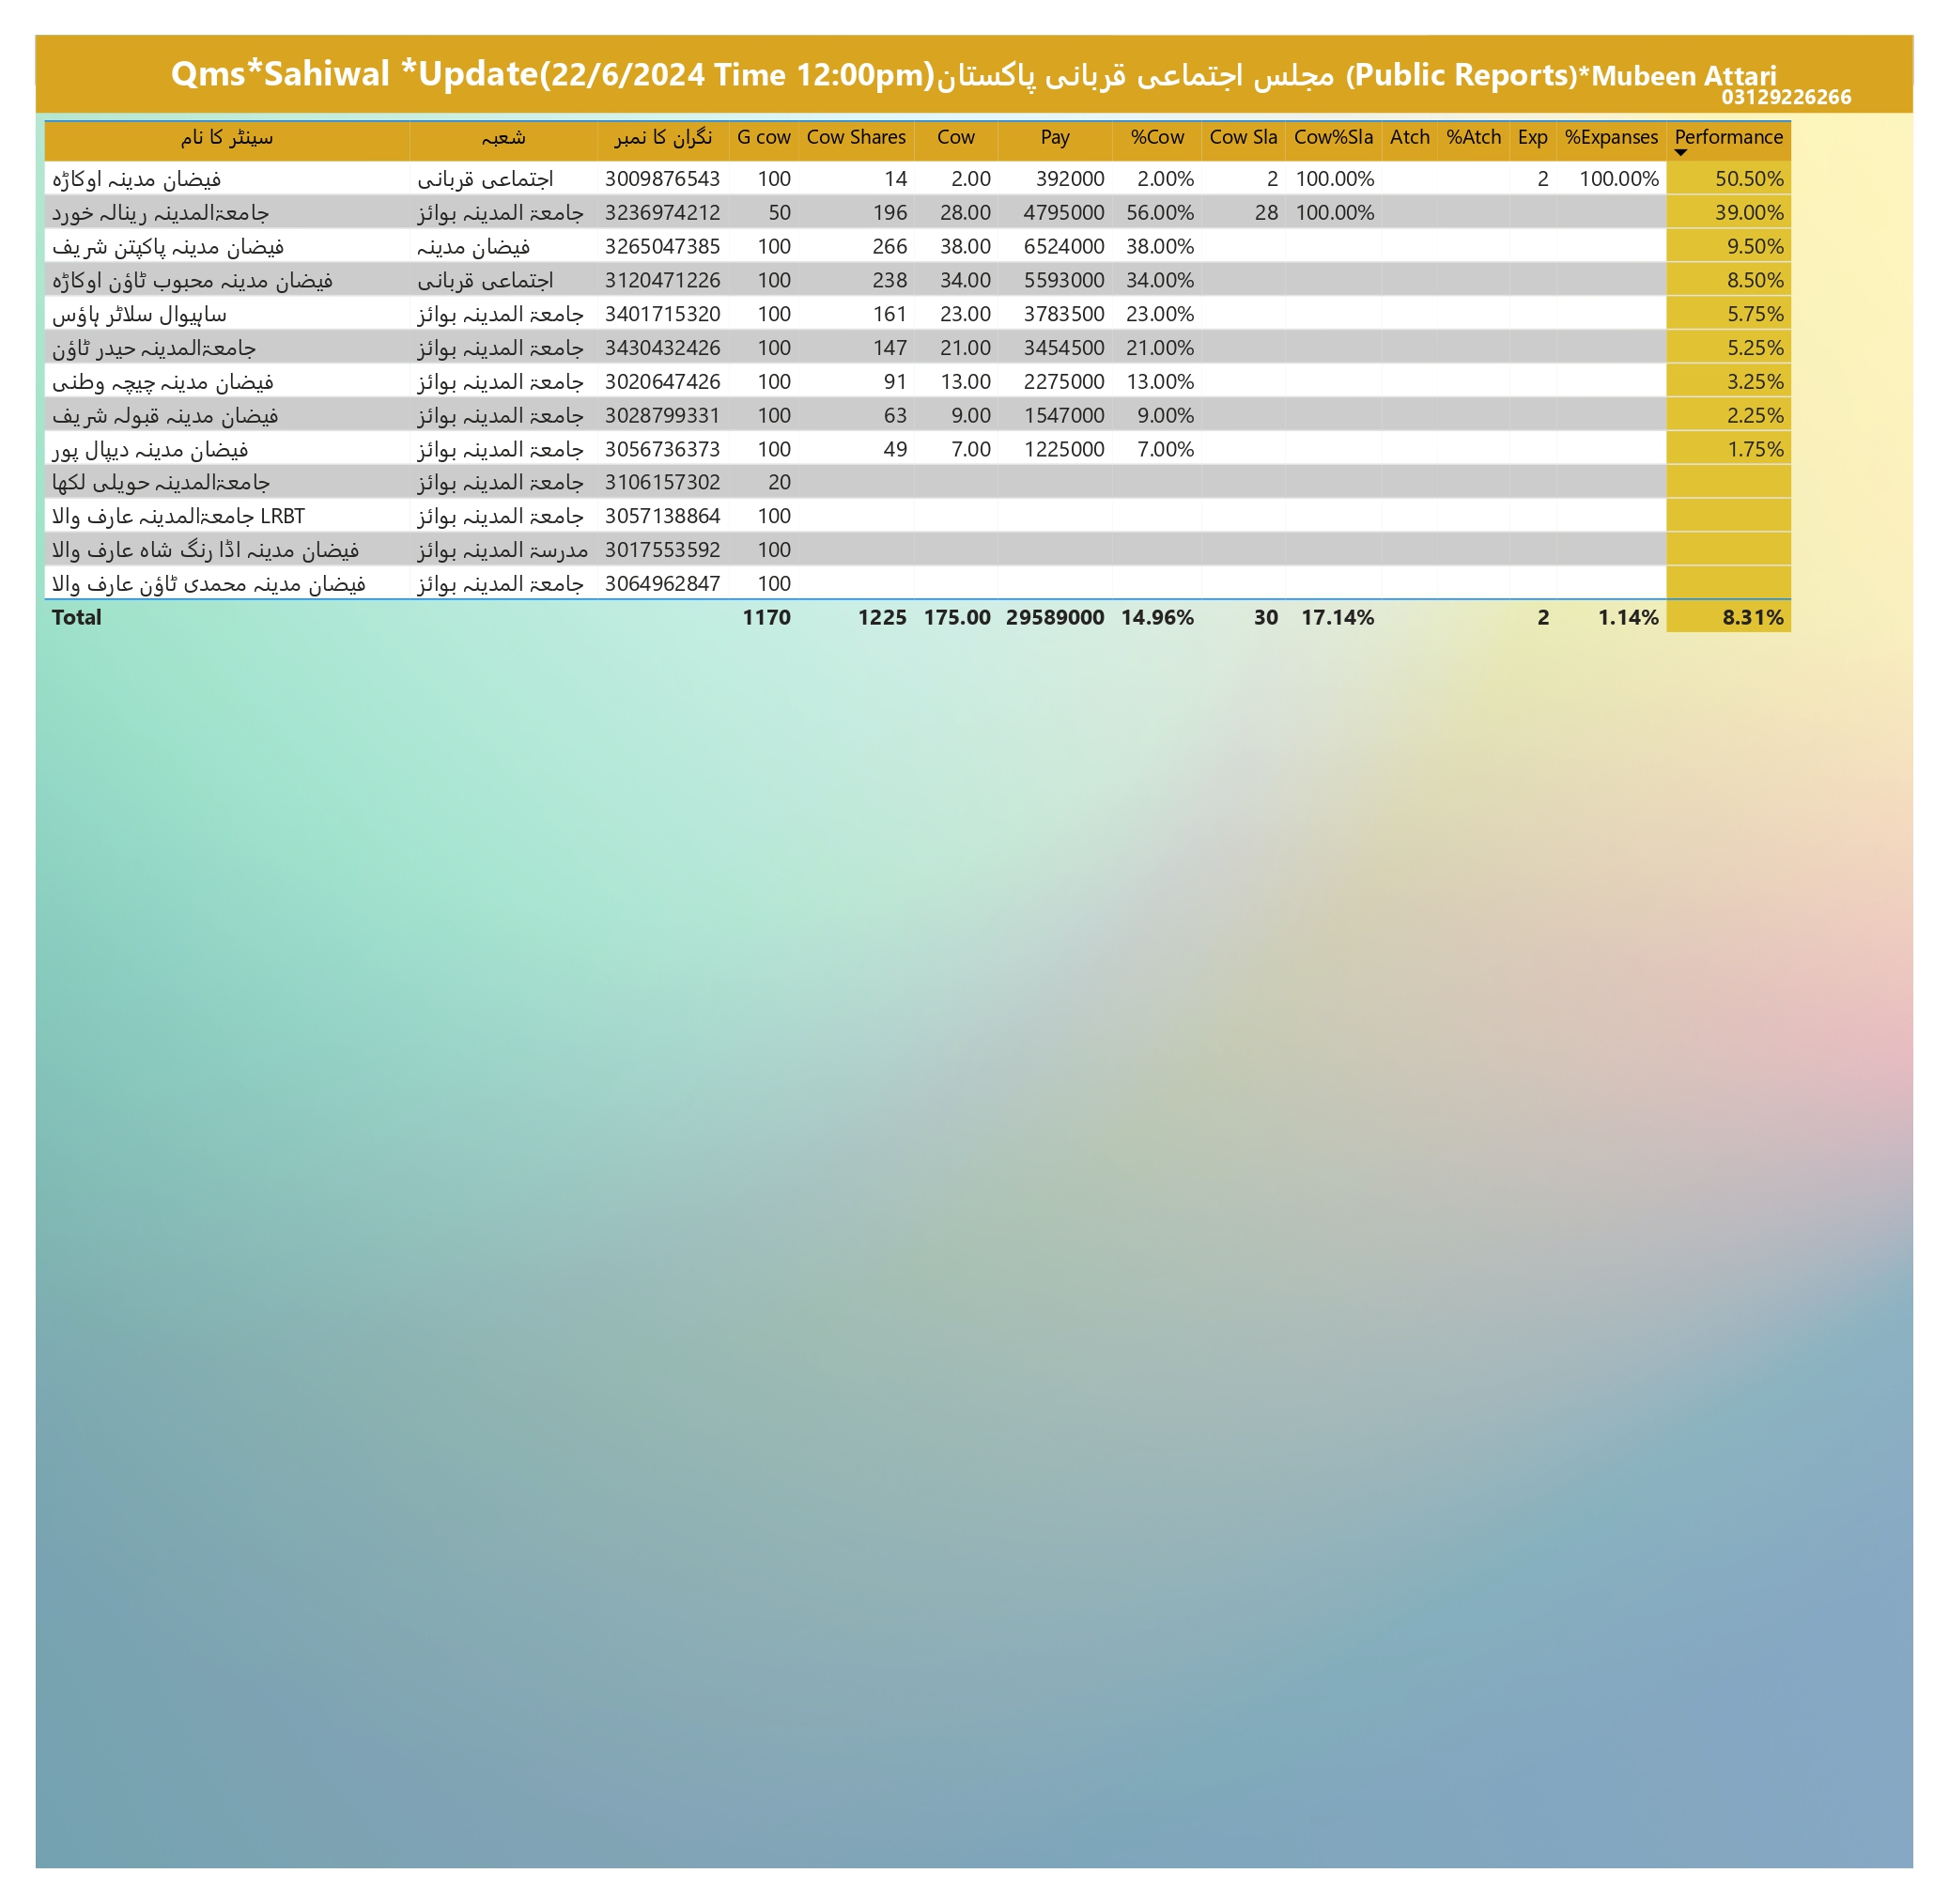 Qms*Sahiwal *Update(22/6/2024 Time 12:00pm)مجلس اجتماعی قربانی پاکستان (Public Reports)*Mubeen Attari
03129226266
سینٹر کا نام شعبہ نگران کا نمبر G cow Cow Shares Cow Pay %Cow Cow Sla Cow%Sla Atch %Atch Exp %Expanses Performance
فیضان مدینہ اوکاڑہ اجتماعی قربانی 3009876543 100 14 2.00 392000 2.00% 2 100.00% 2 100.00% 50.50%
جامعۃالمدینہ رینالہ خورد جامعۃ المدینہ بوائز 3236974212 50 196 28.00 4795000 56.00% 28 100.00% 39.00%
فیضان مدینہ پاکپتن شریف فیضان مدینہ 3265047385 100 266 38.00 6524000 38.00% 9.50%
فیضان مدینہ محبوب ٹاؤن اوکاڑہ اجتماعی قربانی 3120471226 100 238 34.00 5593000 34.00% 8.50%
ساہیوال سلاٹر ہاؤس جامعۃ المدینہ بوائز 3401715320 100 161 23.00 3783500 23.00% 5.75%
جامعۃالمدینہ حیدر ٹاؤن جامعۃ المدینہ بوائز 3430432426 100 147 21.00 3454500 21.00% 5.25%
فیضان مدینہ چیچہ وطنی جامعۃ المدینہ بوائز 3020647426 100 91 13.00 2275000 13.00% 3.25%
فیضان مدینہ قبولہ شریف جامعۃ المدینہ بوائز 3028799331 100 63 9.00 1547000 9.00% 2.25%
فیضان مدینہ دیپال پور جامعۃ المدینہ بوائز 3056736373 100 49 7.00 1225000 7.00% 1.75%
جامعۃالمدینہ حویلی لکھا جامعۃ المدینہ بوائز 3106157302 20
جامعۃالمدینہ عارف والا LRBT جامعۃ المدینہ بوائز 3057138864 100
فیضان مدینہ اڈا رنگ شاہ عارف والا مدرسۃ المدینہ بوائز 3017553592 100
فیضان مدینہ محمدی ٹاؤن عارف والا جامعۃ المدینہ بوائز 3064962847 100
Total 1170 1225 175.00 29589000 14.96% 30 17.14% 2 1.14% 8.31%